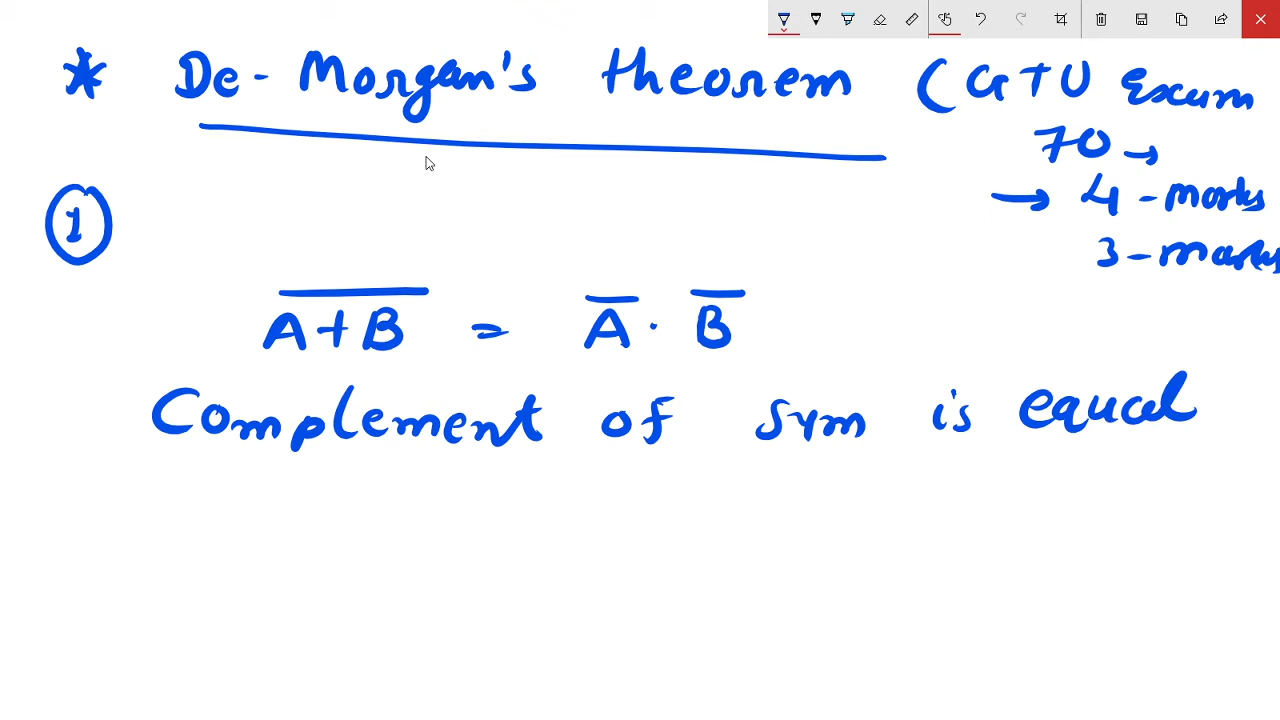 * De-Morgan's theorem (GTU Exam
70 →
→ 4-marks
3-marks
1
A+B̅ = A̅ · B̅
Complement of sum is equal